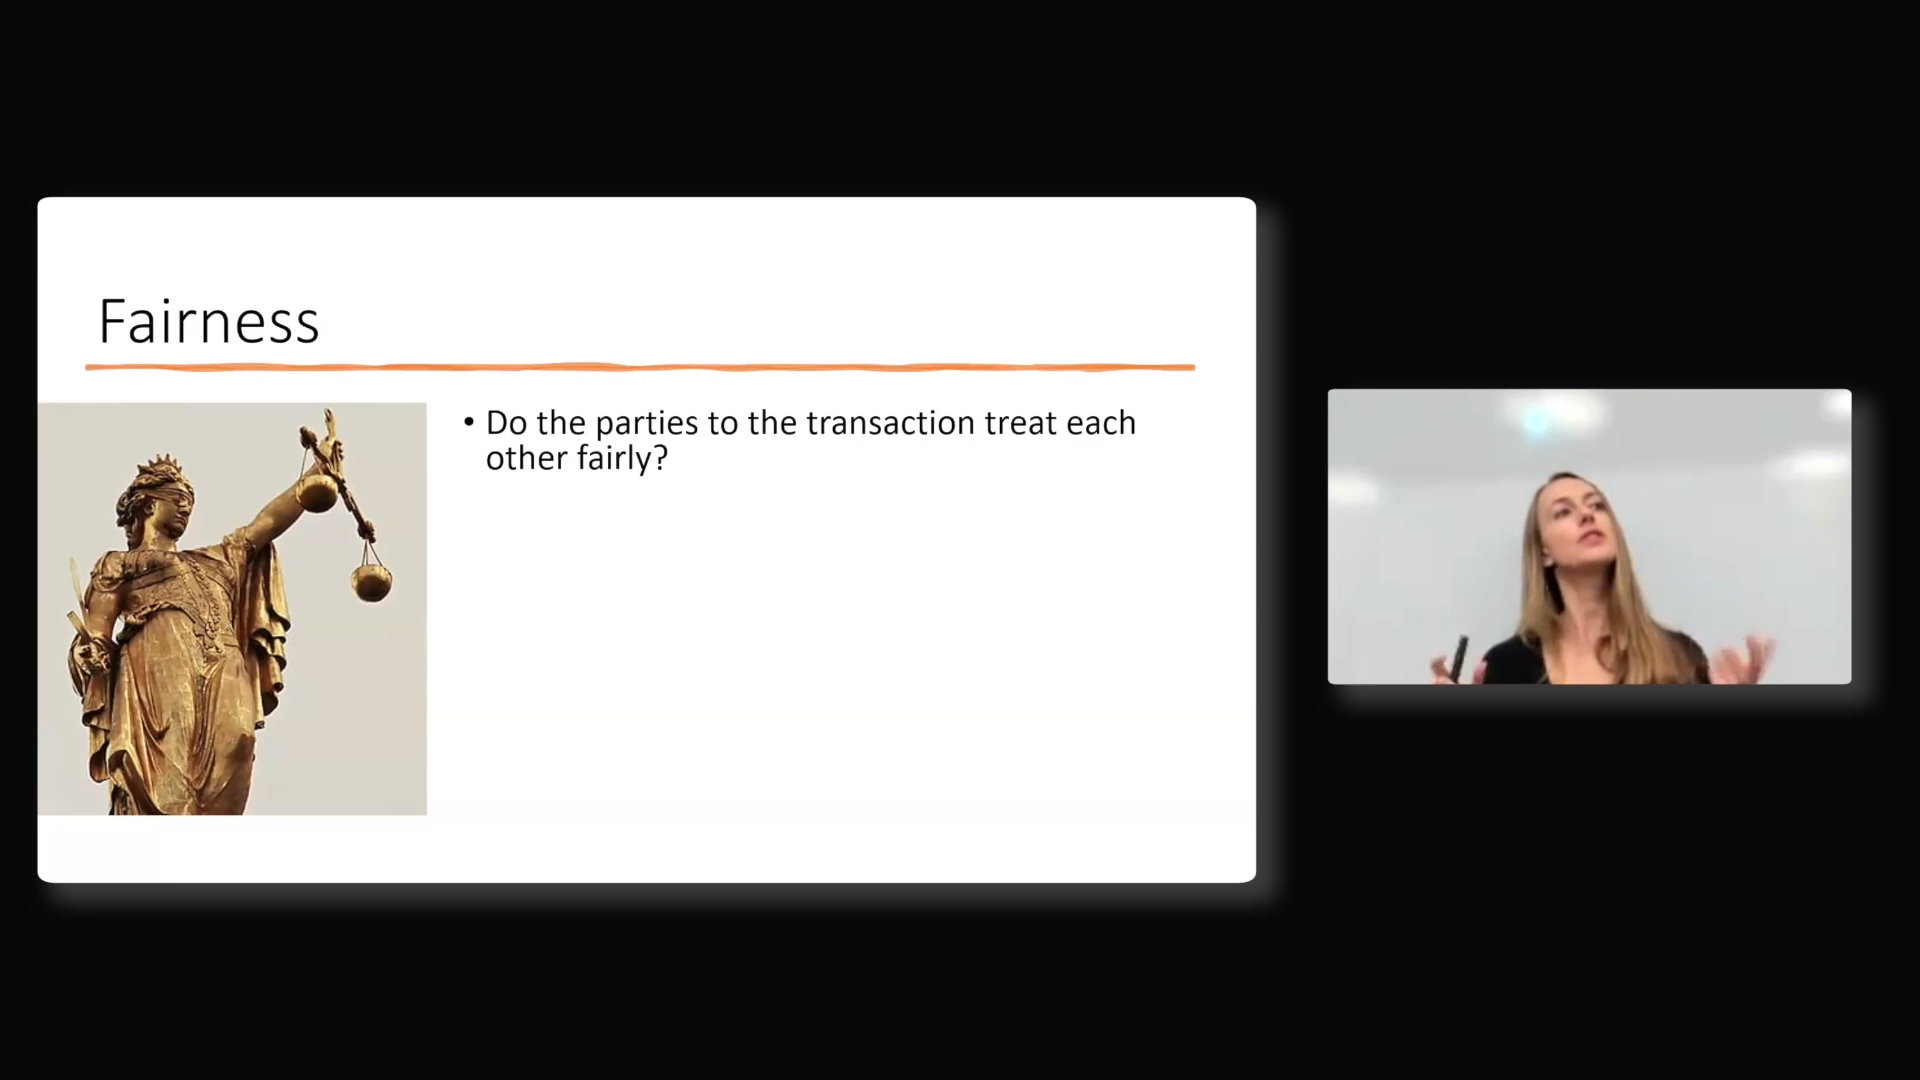 Fairness
• Do the parties to the transaction treat each
other fairly?